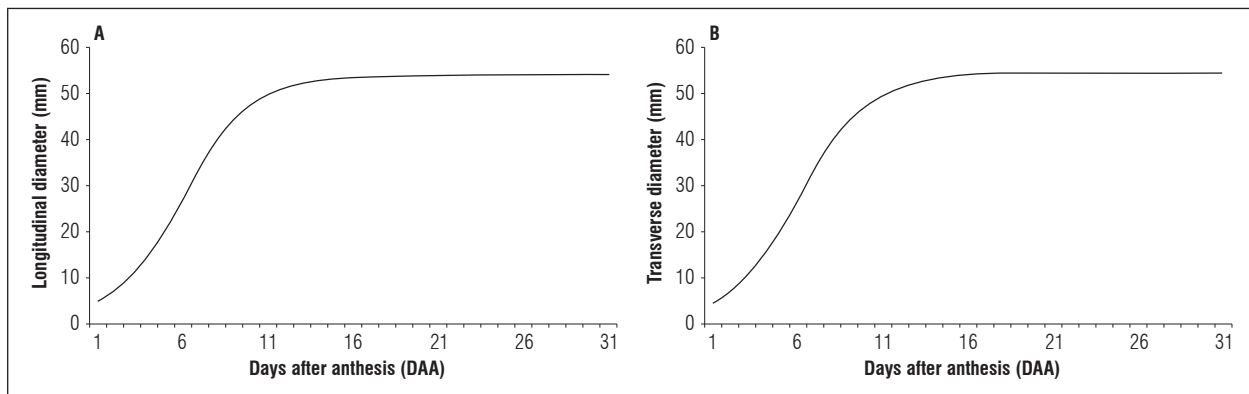 A
Longitudinal diameter (mm)
60
50
40
30
20
10
0
1 6 11 16 21 26 31
Days after anthesis (DAA)
B
Transverse diameter (mm)
60
50
40
30
20
10
0
1 6 11 16 21 26 31
Days after anthesis (DAA)